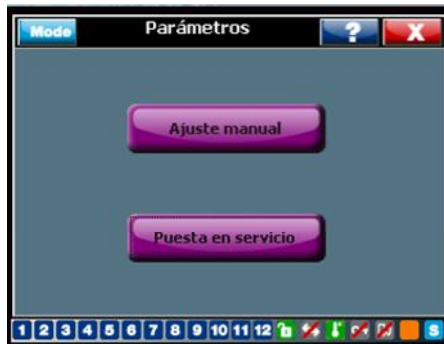 Mode Parámetros ? X
Ajuste manual
Puesta en servicio
1 2 3 4 5 6 7 8 9 10 11 12 S